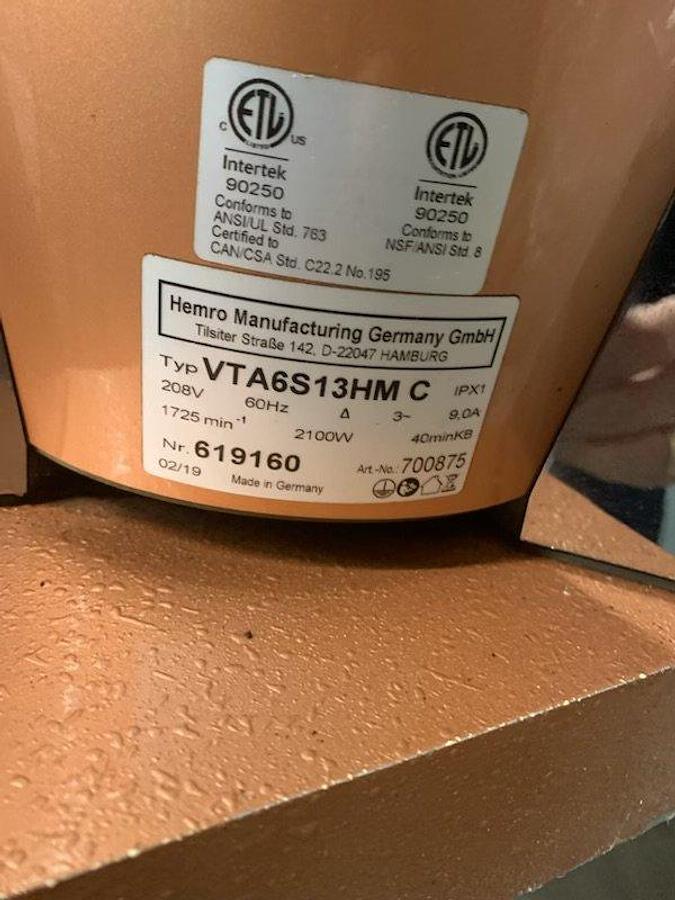 ETL
C
LISTED
US
Intertek
90250
Conforms to
ANSI/UL Std. 763
Certified to
CAN/CSA Std. C22.2 No.195
ETL
Intertek
90250
Conforms to
NSF/ANSI Std. 8
Hemro Manufacturing Germany GmbH
Tilsiter Straße 142, D-22047 HAMBURG
Typ VTA6S13HM C IPX1
208V 60Hz Δ 3~ 9,0A
1725 min⁻¹ 2100W 40minKB
Nr. 619160 Art.-No.: 700875
02/19 Made in Germany